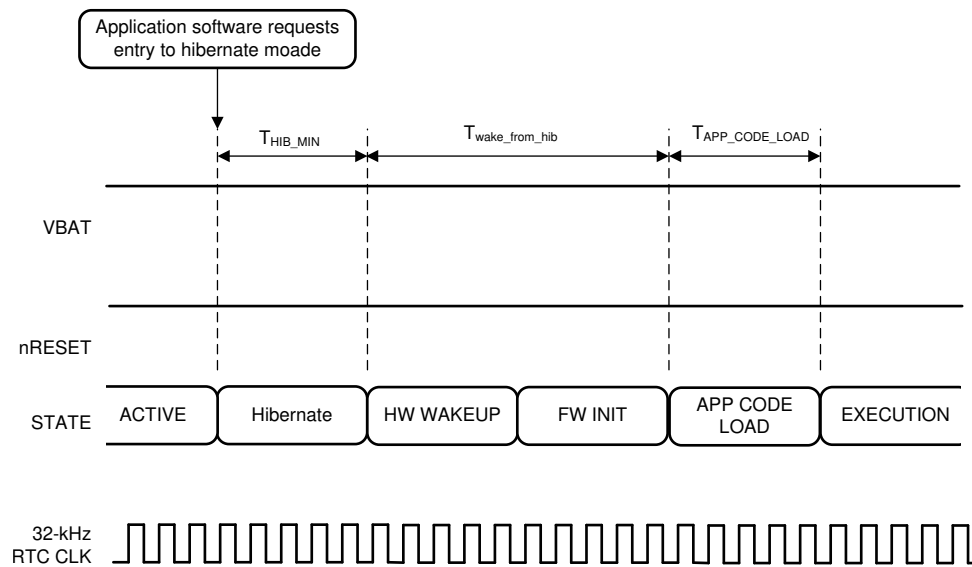 Application software requests
entry to hibernate moade
THIB_MIN
Twake_from_hib
TAPP_CODE_LOAD
VBAT
nRESET
STATE
ACTIVE
Hibernate
HW WAKEUP
FW INIT
APP CODE
LOAD
EXECUTION
32-kHz
RTC CLK